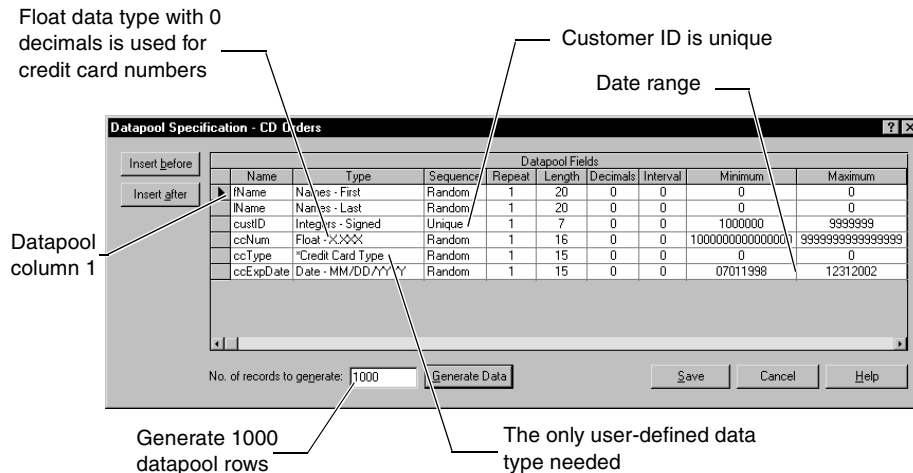 Float data type with 0
decimals is used for
credit card numbers
Customer ID is unique
Date range
Datapool Specification - CD Orders
Insert before
Insert after
Datapool Fields
Name Type Sequence Repeat Length Decimals Interval Minimum Maximum
fName Names - First Random 1 20 0 0 0 0
lName Names - Last Random 1 20 0 0 0 0
custID Integers - Signed Unique 1 7 0 0 1000000 9999999
ccNum Float - X.XXX Random 1 16 0 0 1000000000000000 9999999999999999
ccType *Credit Card Type Random 1 15 0 0 0 0
ccExpDate Date - MM/DD/YYYY Random 1 15 0 0 07011998 12312002
Datapool
column 1
No. of records to generate: 1000 Generate Data Save Cancel Help
Generate 1000
datapool rows
The only user-defined data
type needed